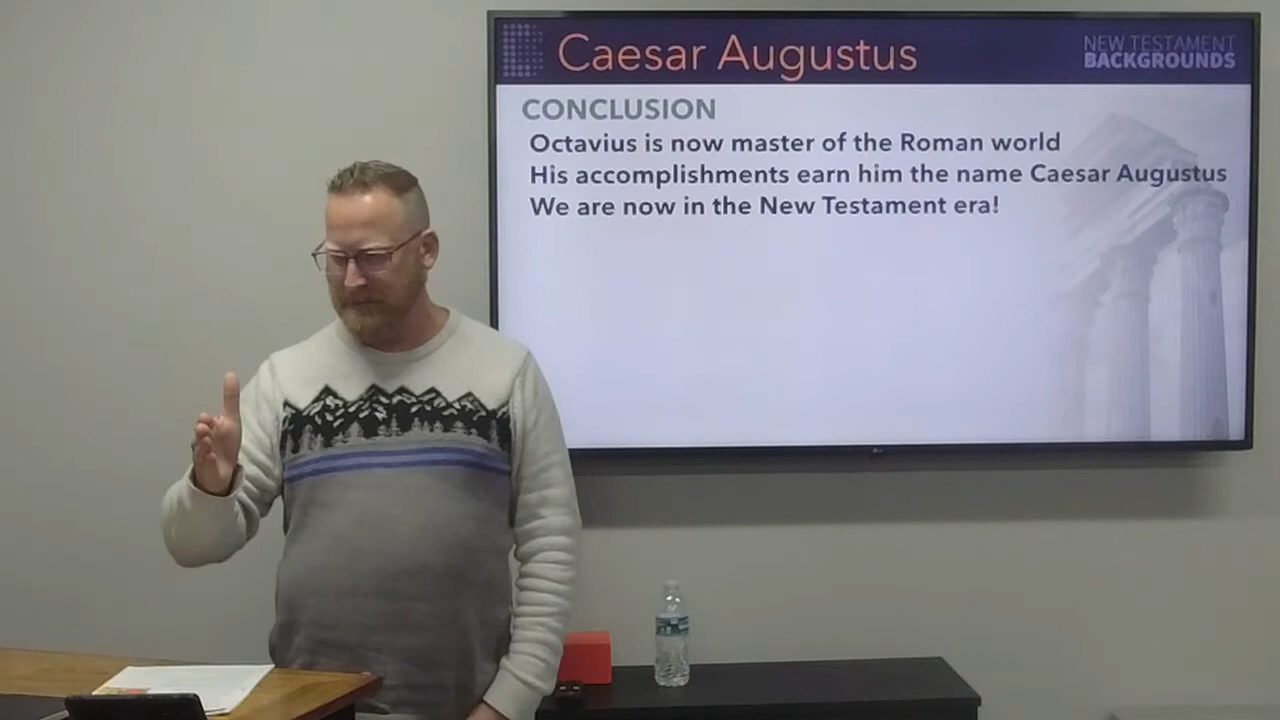 Caesar Augustus
NEW TESTAMENT
BACKGROUNDS
CONCLUSION
Octavius is now master of the Roman world
His accomplishments earn him the name Caesar Augustus
We are now in the New Testament era!